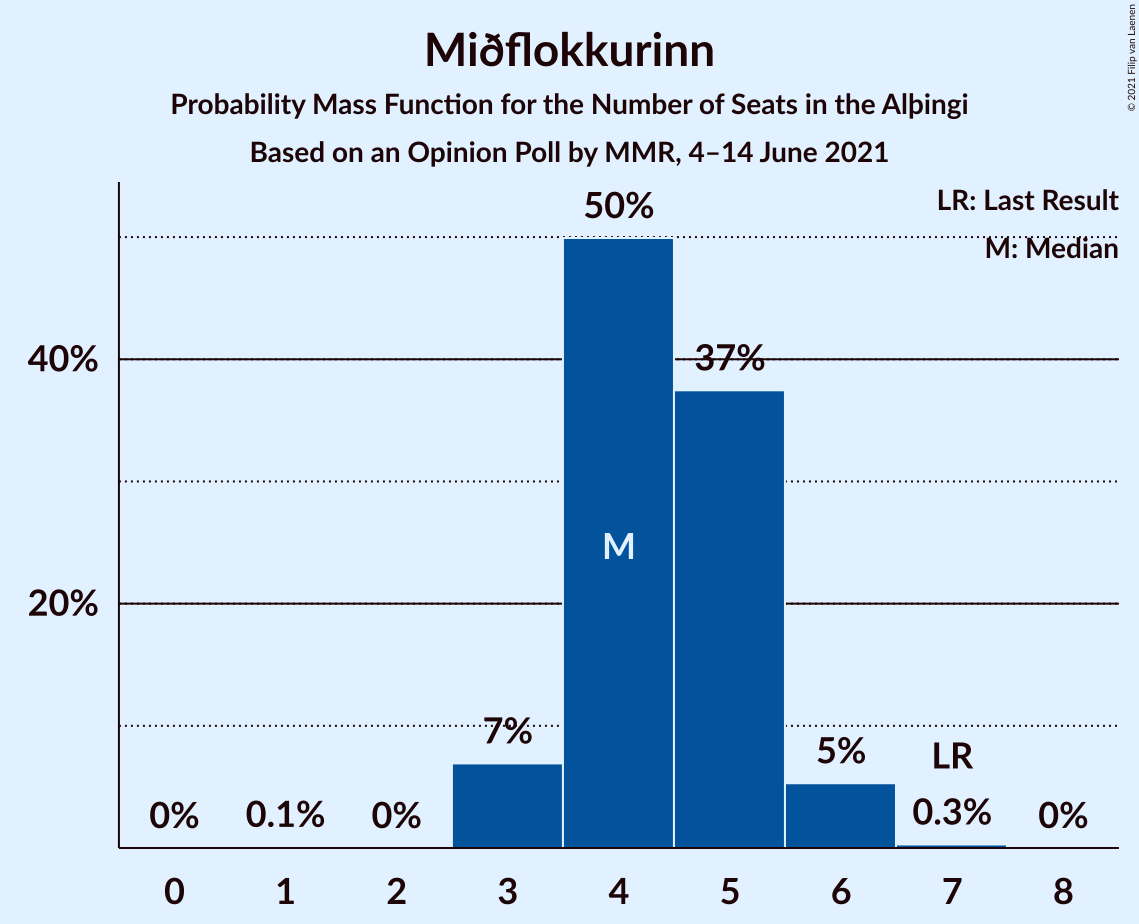 Miðflokkurinn
Probability Mass Function for the Number of Seats in the Alþingi
Based on an Opinion Poll by MMR, 4–14 June 2021
© 2021 Filip van Laenen
LR: Last Result
M: Median
50%
40%
37%
M
20%
7%
5%
LR
0%
0.1%
0%
0.3%
0%
0 1 2 3 4 5 6 7 8